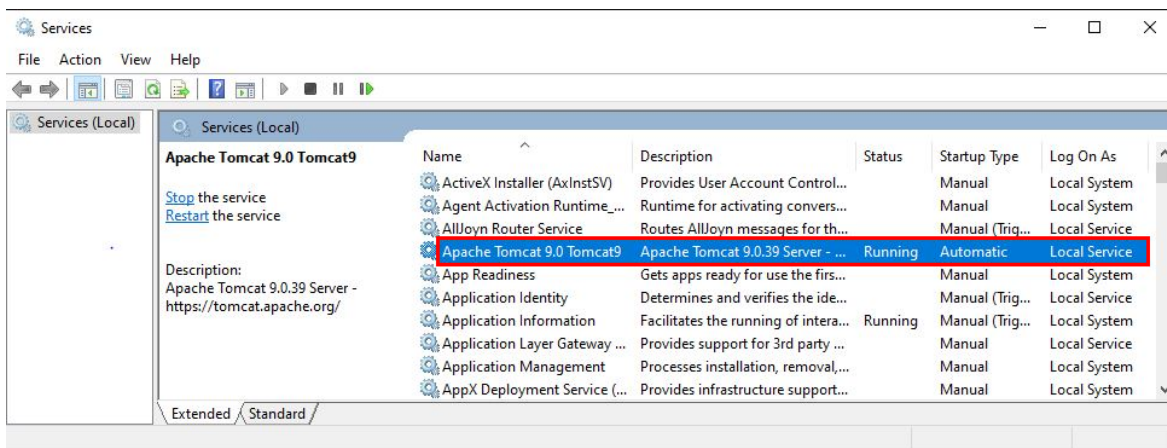 Services
File Action View Help
Services (Local)
Services (Local)
Apache Tomcat 9.0 Tomcat9
Stop the service
Restart the service
Description:
Apache Tomcat 9.0.39 Server -
https://tomcat.apache.org/
Name Description Status Startup Type Log On As
ActiveX Installer (AxInstSV) Provides User Account Control... Manual Local System
Agent Activation Runtime_... Runtime for activating convers... Manual Local System
AllJoyn Router Service Routes AllJoyn messages for th... Manual (Trig... Local Service
Apache Tomcat 9.0 Tomcat9 Apache Tomcat 9.0.39 Server - ... Running Automatic Local Service
App Readiness Gets apps ready for use the firs... Manual Local System
Application Identity Determines and verifies the ide... Manual (Trig... Local Service
Application Information Facilitates the running of intera... Running Manual (Trig... Local System
Application Layer Gateway ... Provides support for 3rd party ... Manual Local Service
Application Management Processes installation, removal,... Manual Local System
AppX Deployment Service (... Provides infrastructure support... Manual Local System
Extended Standard